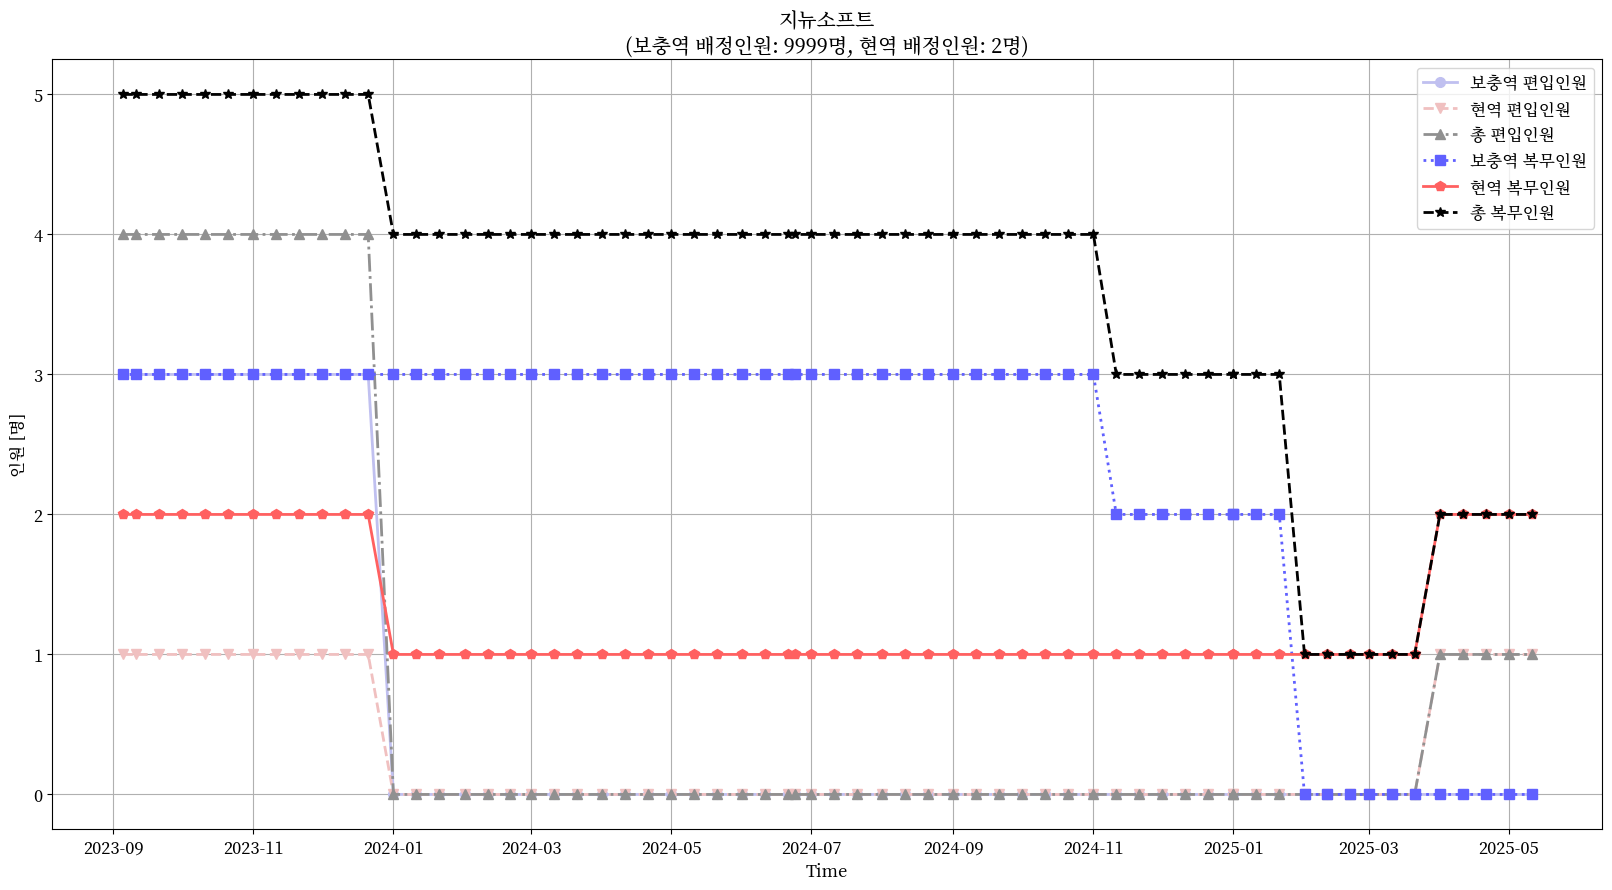 지뉴소프트
(보충역 배정인원: 9999명, 현역 배정인원: 2명)
보충역 편입인원
현역 편입인원
총 편입인원
보충역 복무인원
현역 복무인원
총 복무인원
인원 [명]
5
4
3
2
1
0
2023-09
2023-11
2024-01
2024-03
2024-05
2024-07
2024-09
2024-11
2025-01
2025-03
2025-05
Time